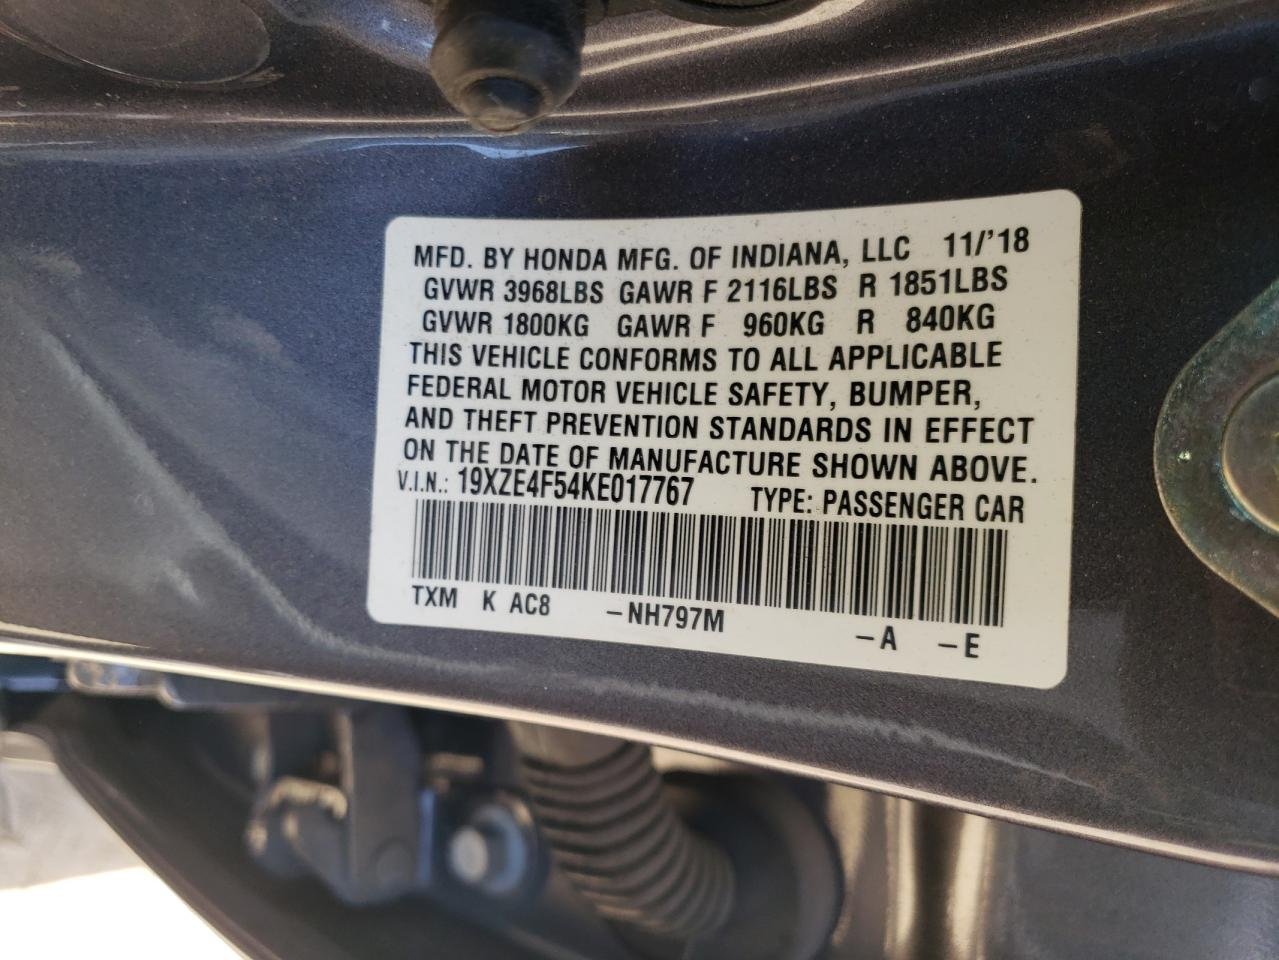 MFD. BY HONDA MFG. OF INDIANA, LLC 11/'18
GVWR 3968LBS GAWR F 2116LBS R 1851LBS
GVWR 1800KG GAWR F 960KG R 840KG
THIS VEHICLE CONFORMS TO ALL APPLICABLE
FEDERAL MOTOR VEHICLE SAFETY, BUMPER,
AND THEFT PREVENTION STANDARDS IN EFFECT
ON THE DATE OF MANUFACTURE SHOWN ABOVE.
V.I.N.: 19XZE4F54KE017767 TYPE: PASSENGER CAR
TXM K AC8 -NH797M -A -E